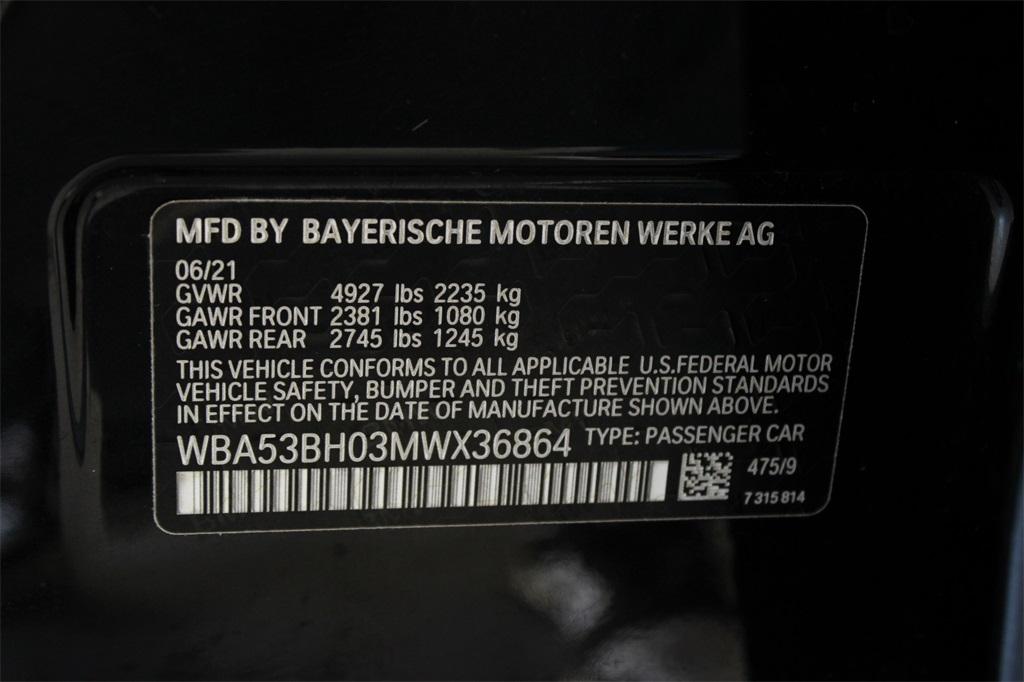 MFD BY BAYERISCHE MOTOREN WERKE AG
06/21
GVWR 4927 lbs 2235 kg
GAWR FRONT 2381 lbs 1080 kg
GAWR REAR 2745 lbs 1245 kg
THIS VEHICLE CONFORMS TO ALL APPLICABLE U.S.FEDERAL MOTOR
VEHICLE SAFETY, BUMPER AND THEFT PREVENTION STANDARDS
IN EFFECT ON THE DATE OF MANUFACTURE SHOWN ABOVE.
WBA53BH03MWX36864 TYPE: PASSENGER CAR
475/9
7 315 814